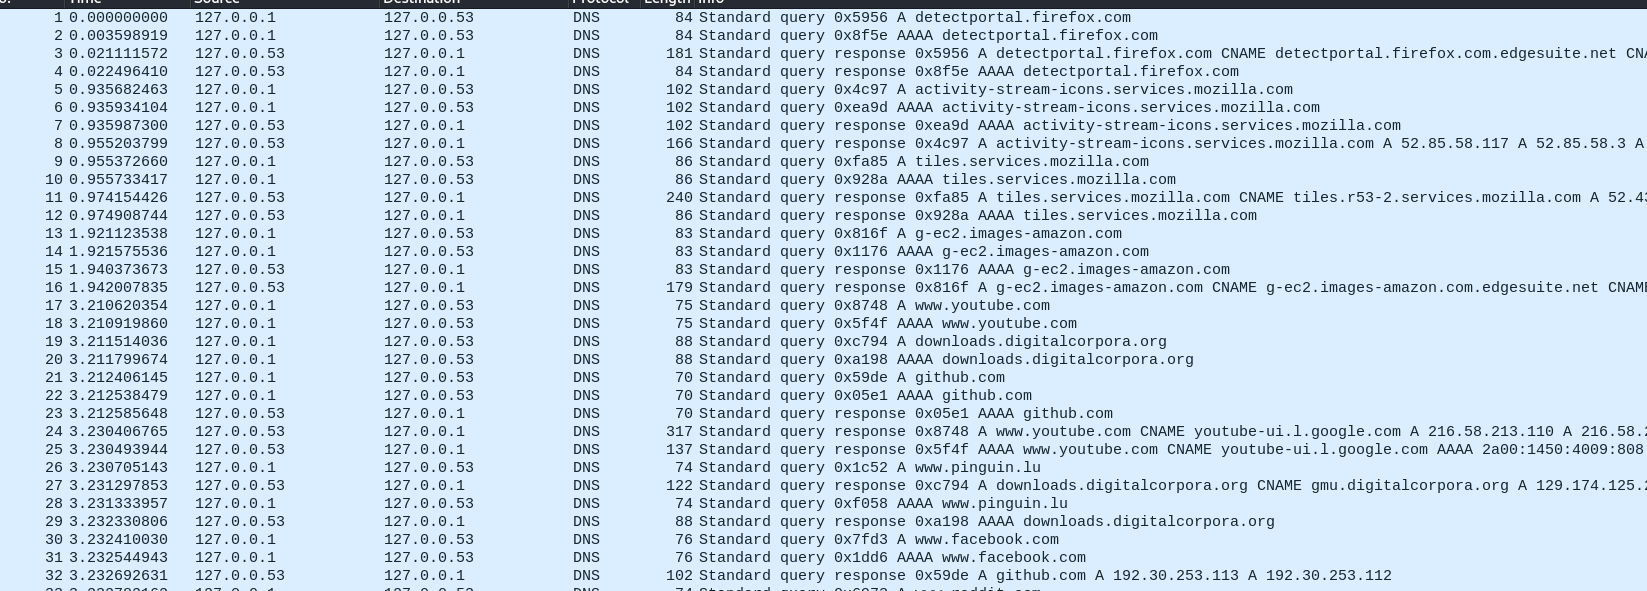 No. Time Source Destination Protocol Length Info
1 0.000000000 127.0.0.1 127.0.0.53 DNS 84 Standard query 0x5956 A detectportal.firefox.com
2 0.003598919 127.0.0.1 127.0.0.53 DNS 84 Standard query 0x8f5e AAAA detectportal.firefox.com
3 0.021111572 127.0.0.53 127.0.0.1 DNS 181 Standard query response 0x5956 A detectportal.firefox.com CNAME detectportal.firefox.com.edgesuite.net CNA
4 0.022496410 127.0.0.53 127.0.0.1 DNS 84 Standard query response 0x8f5e AAAA detectportal.firefox.com
5 0.935682463 127.0.0.1 127.0.0.53 DNS 102 Standard query 0x4c97 A activity-stream-icons.services.mozilla.com
6 0.935934104 127.0.0.1 127.0.0.53 DNS 102 Standard query 0xea9d AAAA activity-stream-icons.services.mozilla.com
7 0.935987300 127.0.0.53 127.0.0.1 DNS 102 Standard query response 0xea9d AAAA activity-stream-icons.services.mozilla.com
8 0.955203799 127.0.0.53 127.0.0.1 DNS 166 Standard query response 0x4c97 A activity-stream-icons.services.mozilla.com A 52.85.58.117 A 52.85.58.3 A
9 0.955372660 127.0.0.1 127.0.0.53 DNS 86 Standard query 0xfa85 A tiles.services.mozilla.com
10 0.955733417 127.0.0.1 127.0.0.53 DNS 86 Standard query 0x928a AAAA tiles.services.mozilla.com
11 0.974154426 127.0.0.53 127.0.0.1 DNS 240 Standard query response 0xfa85 A tiles.services.mozilla.com CNAME tiles.r53-2.services.mozilla.com A 52.43
12 0.974908744 127.0.0.53 127.0.0.1 DNS 86 Standard query response 0x928a AAAA tiles.services.mozilla.com
13 1.921123538 127.0.0.1 127.0.0.53 DNS 83 Standard query 0x816f A g-ec2.images-amazon.com
14 1.921575536 127.0.0.1 127.0.0.53 DNS 83 Standard query 0x1176 AAAA g-ec2.images-amazon.com
15 1.940373673 127.0.0.53 127.0.0.1 DNS 83 Standard query response 0x1176 AAAA g-ec2.images-amazon.com
16 1.942007835 127.0.0.53 127.0.0.1 DNS 179 Standard query response 0x816f A g-ec2.images-amazon.com CNAME g-ec2.images-amazon.com.edgesuite.net CNAME
17 3.210620354 127.0.0.1 127.0.0.53 DNS 75 Standard query 0x8748 A www.youtube.com
18 3.210919860 127.0.0.1 127.0.0.53 DNS 75 Standard query 0x5f4f AAAA www.youtube.com
19 3.211514036 127.0.0.1 127.0.0.53 DNS 88 Standard query 0xc794 A downloads.digitalcorpora.org
20 3.211799674 127.0.0.1 127.0.0.53 DNS 88 Standard query 0xa198 AAAA downloads.digitalcorpora.org
21 3.212406145 127.0.0.1 127.0.0.53 DNS 70 Standard query 0x59de A github.com
22 3.212538479 127.0.0.1 127.0.0.53 DNS 70 Standard query 0x05e1 AAAA github.com
23 3.212585648 127.0.0.53 127.0.0.1 DNS 70 Standard query response 0x05e1 AAAA github.com
24 3.230406765 127.0.0.53 127.0.0.1 DNS 317 Standard query response 0x8748 A www.youtube.com CNAME youtube-ui.l.google.com A 216.58.213.110 A 216.58.2
25 3.230493944 127.0.0.53 127.0.0.1 DNS 137 Standard query response 0x5f4f AAAA www.youtube.com CNAME youtube-ui.l.google.com AAAA 2a00:1450:4009:808
26 3.230705143 127.0.0.1 127.0.0.53 DNS 74 Standard query 0x1c52 A www.pinguin.lu
27 3.231297853 127.0.0.53 127.0.0.1 DNS 122 Standard query response 0xc794 A downloads.digitalcorpora.org CNAME gmu.digitalcorpora.org A 129.174.125.2
28 3.231333957 127.0.0.1 127.0.0.53 DNS 74 Standard query 0xf058 AAAA www.pinguin.lu
29 3.232330806 127.0.0.53 127.0.0.1 DNS 88 Standard query response 0xa198 AAAA downloads.digitalcorpora.org
30 3.232410030 127.0.0.1 127.0.0.53 DNS 76 Standard query 0x7fd3 A www.facebook.com
31 3.232544943 127.0.0.1 127.0.0.53 DNS 76 Standard query 0x1dd6 AAAA www.facebook.com
32 3.232692631 127.0.0.53 127.0.0.1 DNS 102 Standard query response 0x59de A github.com A 192.30.253.113 A 192.30.253.112